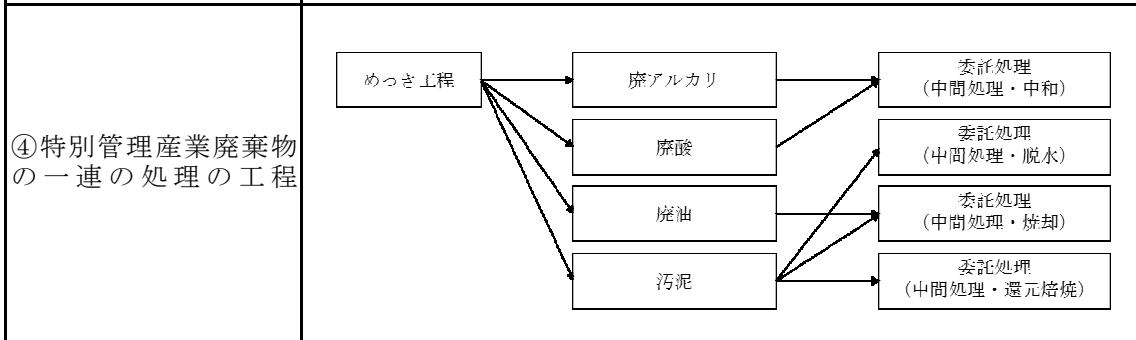 ④特別管理産業廃棄物
の一連の処理の工程
めっき工程
廃アルカリ
廃酸
廃油
汚泥
委託処理
（中間処理・中和）
委託処理
（中間処理・脱水）
委託処理
（中間処理・焼却）
委託処理
（中間処理・還元焙焼）